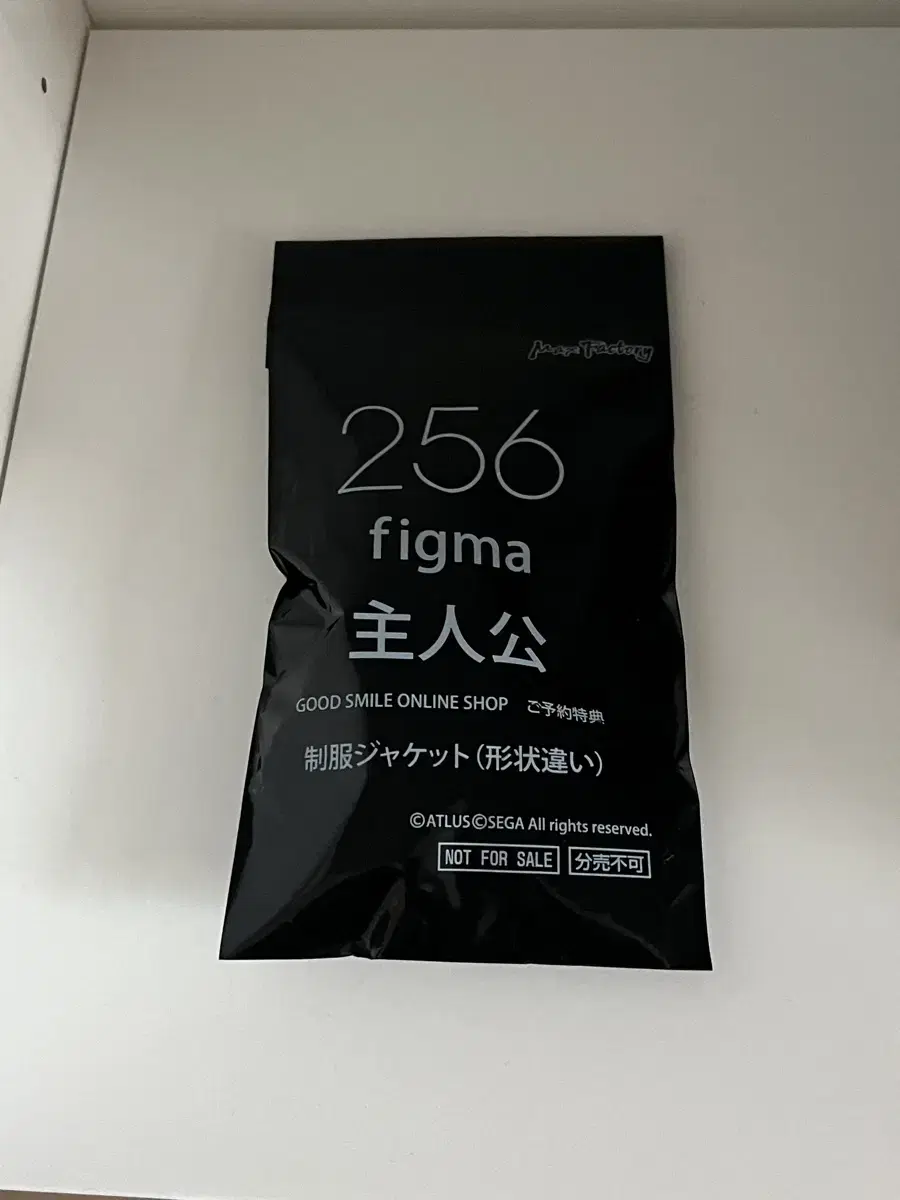 Max Factory
256
figma
主人公
GOOD SMILE ONLINE SHOP ご予約特典
制服ジャケット(形状違い)
©ATLUS©SEGA All rights reserved.
NOT FOR SALE 分売不可